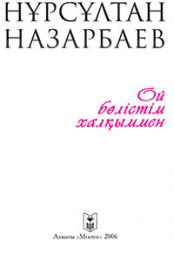 НҰРСҰЛТАН
НАЗАРБАЕВ
Ой
бөлістім
халқыммен
Алматы «Мектеп» 2006